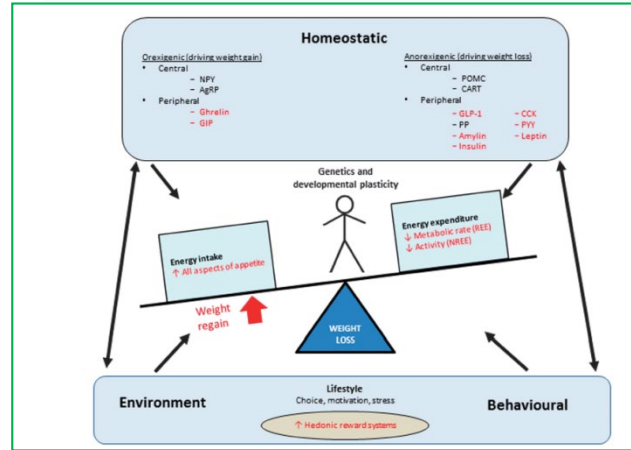 Homeostatic
Orexigenic (driving weight gain)
• Central
– NPY
– AgRP
• Peripheral
– Ghrelin
– GIP
Anorexigenic (driving weight loss)
• Central
– POMC
– CART
• Peripheral
– GLP-1 – CCK
– PP – PYY
– Amylin – Leptin
– Insulin
Genetics and
developmental plasticity
Energy intake
↑ All aspects of appetite
Energy expenditure
↓ Metabolic rate (REE)
↓ Activity (NREE)
Weight
regain
WEIGHT
LOSS
Environment
Lifestyle
Choice, motivation, stress
↑ Hedonic reward systems
Behavioural